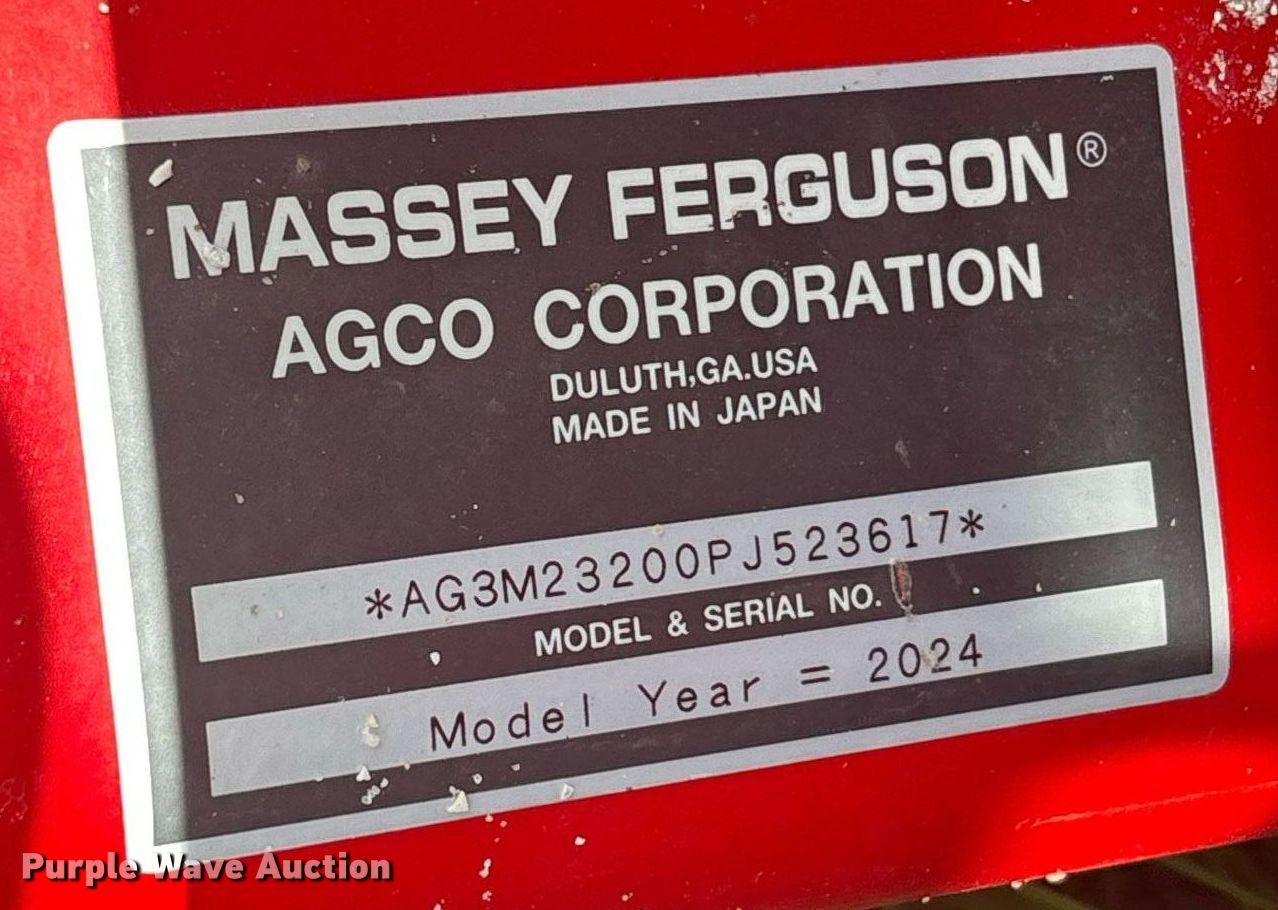 MASSEY FERGUSON®
AGCO CORPORATION
DULUTH,GA.USA
MADE IN JAPAN
*AG3M23200PJ523617*
MODEL & SERIAL NO.
Model Year = 2024
Purple Wave Auction